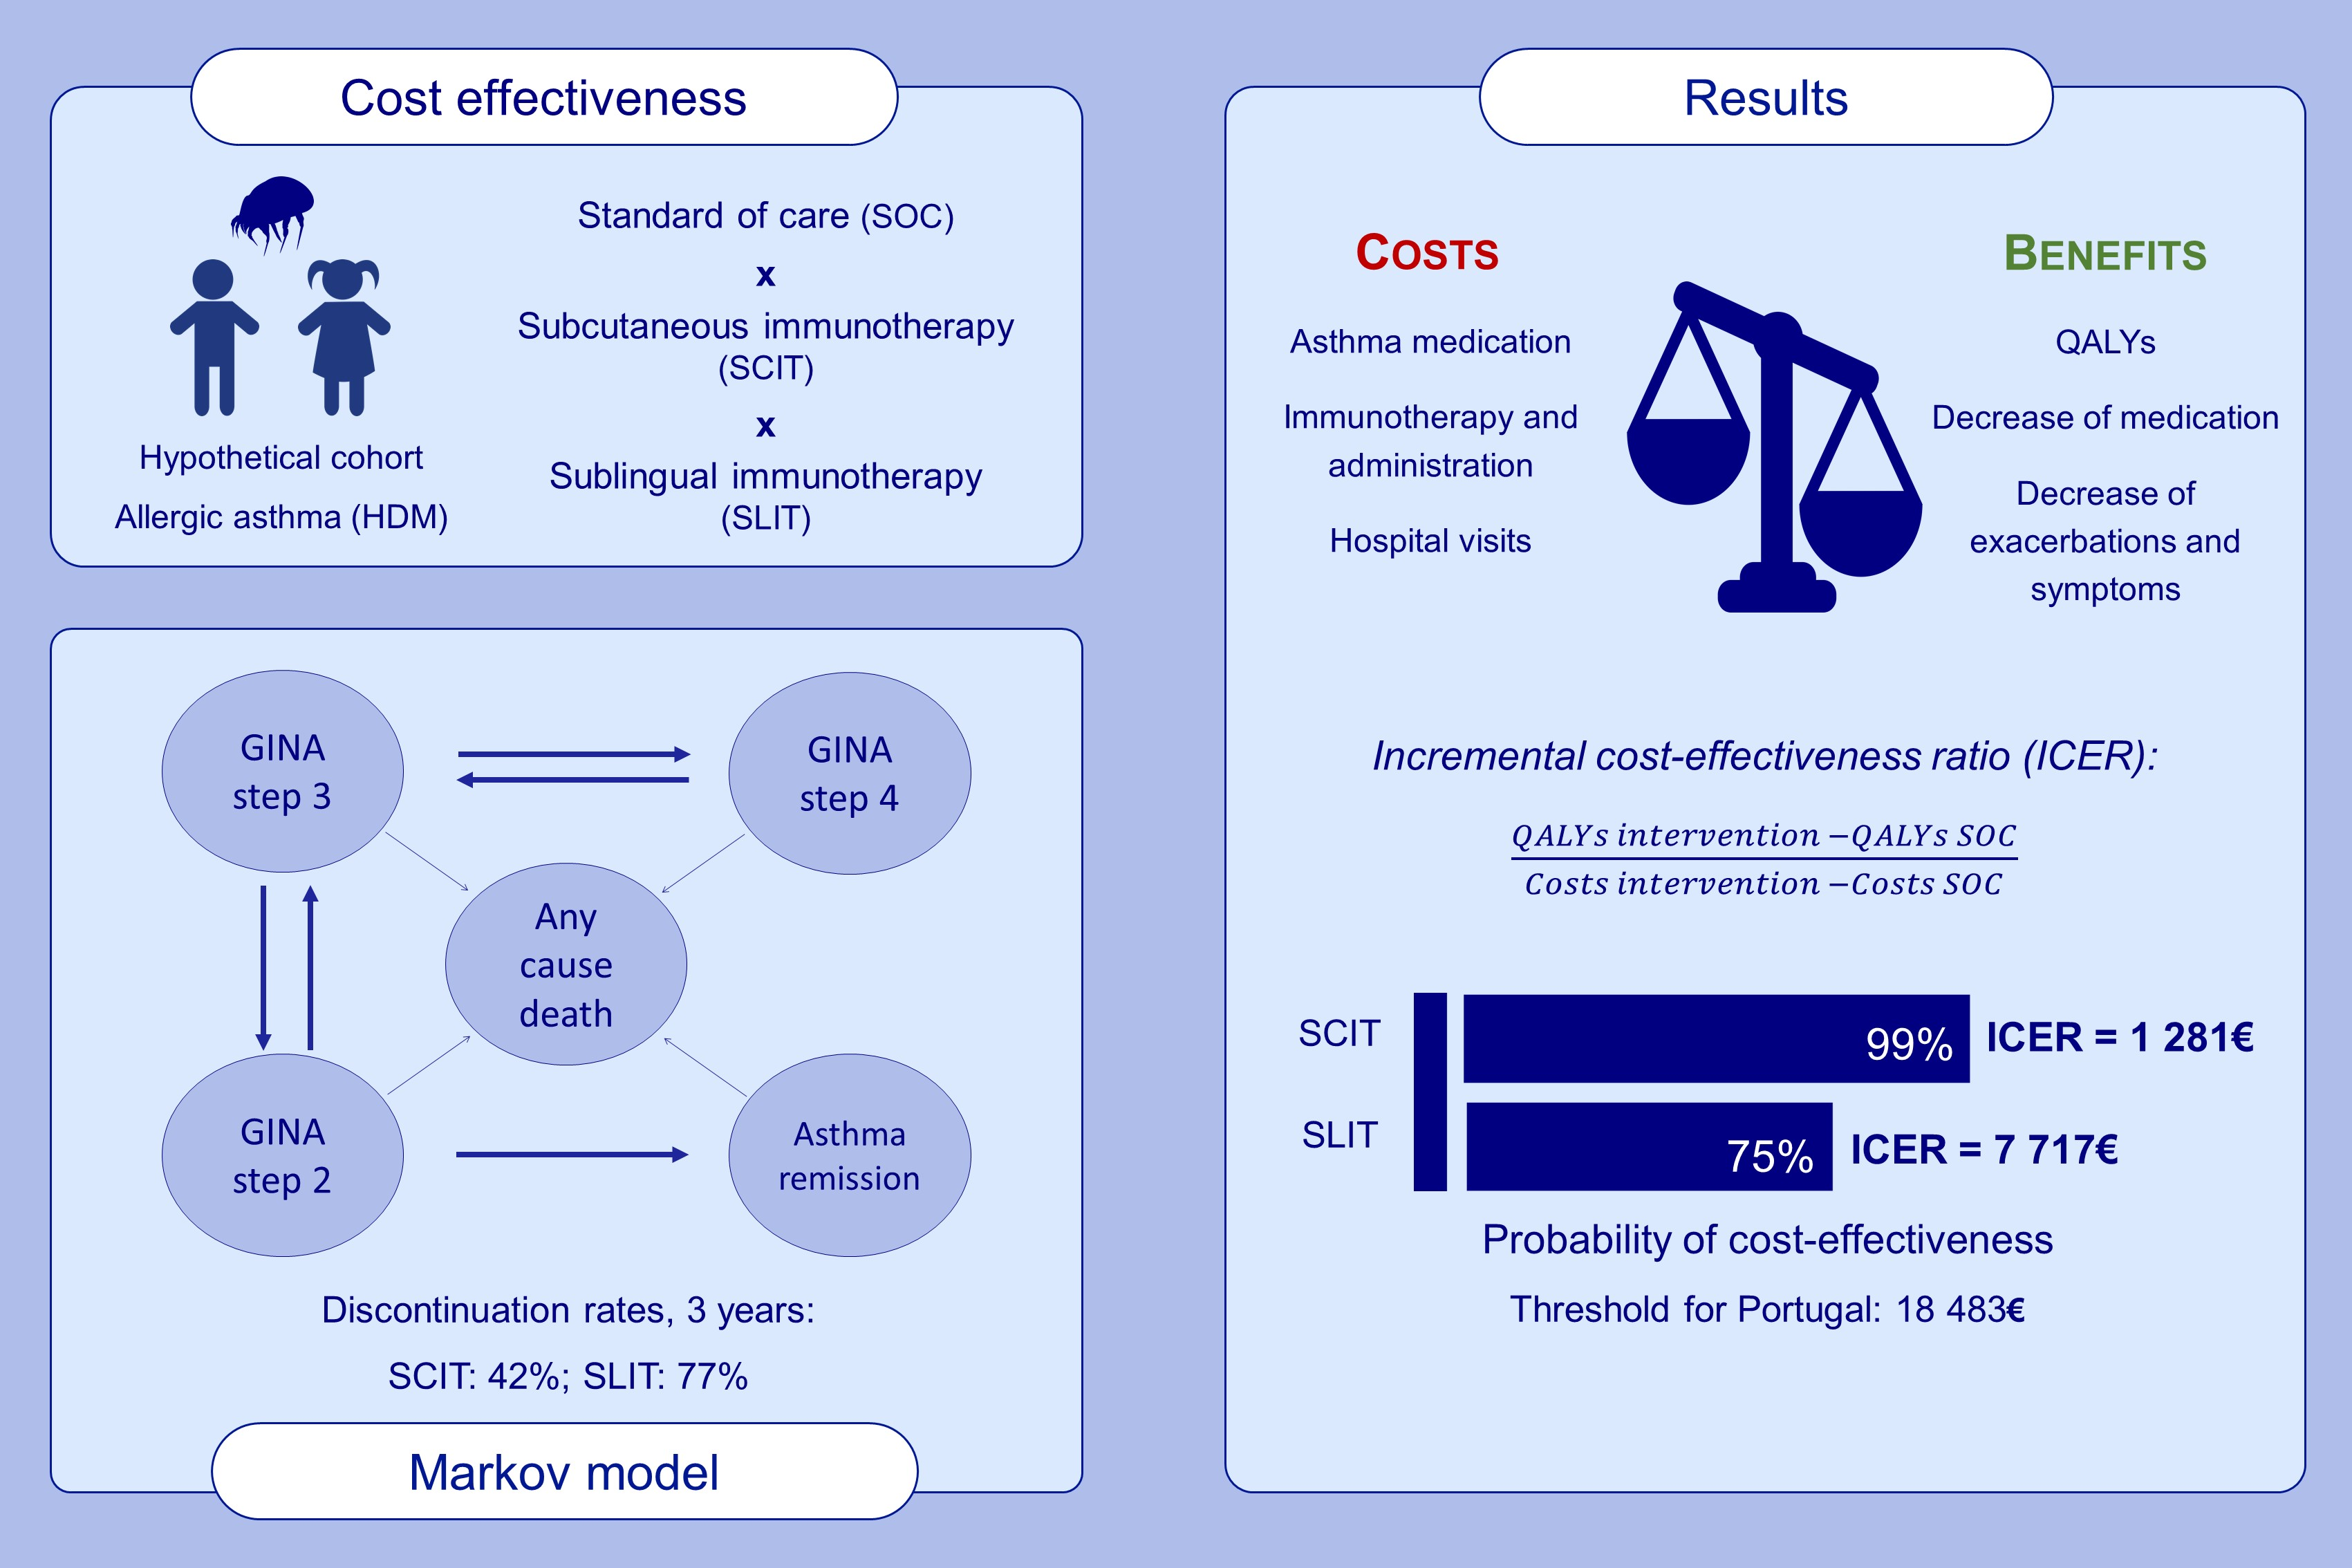 Cost effectiveness
Standard of care (SOC)
x
Subcutaneous immunotherapy
(SCIT)
x
Sublingual immunotherapy
(SLIT)
Hypothetical cohort
Allergic asthma (HDM)
GINA
step 3
GINA
step 4
Any
cause
death
GINA
step 2
Asthma
remission
Discontinuation rates, 3 years:
SCIT: 42%; SLIT: 77%
Markov model
Results
COSTS
Asthma medication
Immunotherapy and
administration
Hospital visits
BENEFITS
QALYs
Decrease of medication
Decrease of
exacerbations and
symptoms
Incremental cost-effectiveness ratio (ICER):
QALYs intervention −QALYs SOC
Costs intervention −Costs SOC
SCIT 99% ICER = 1 281€
SLIT 75% ICER = 7 717€
Probability of cost-effectiveness
Threshold for Portugal: 18 483€